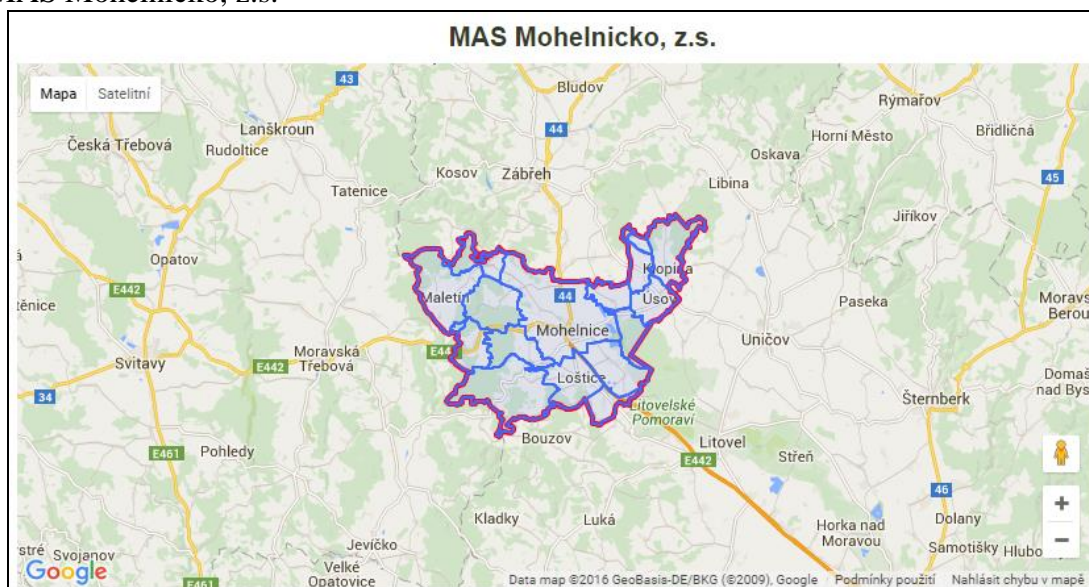 MAS Mohelnicko, z.s.
MAS Mohelnicko, z.s.
Mapa
Satelitní
43
Bludov
Rýmařov
Lanškroun
44
Horní Město
Břidličná
Česká Třebová
Rudoltice
Oskava
Kosov
Zábřeh
Tatenice
Libina
45
Jiříkov
Opatov
Klopina
E442
Maletín
44
Úsov
Paseka
Mohelnice
Uničov
Svitavy
E442
Moravská
Třebová
Loštice
34
Šternberk
Litovelské
Pomoraví
Bouzov
Litovel
E461
Pohledy
E442
Střeň
46
Kladky
Luká
Dolany
Horka nad
Moravou
Jevíčko
Svojanov
Velké
Opatovice
Samotišky
Google
Data map ©2016 GeoBasis-DE/BKG (©2009), Google
Podmínky použití
Nahlásit chybu v mapě